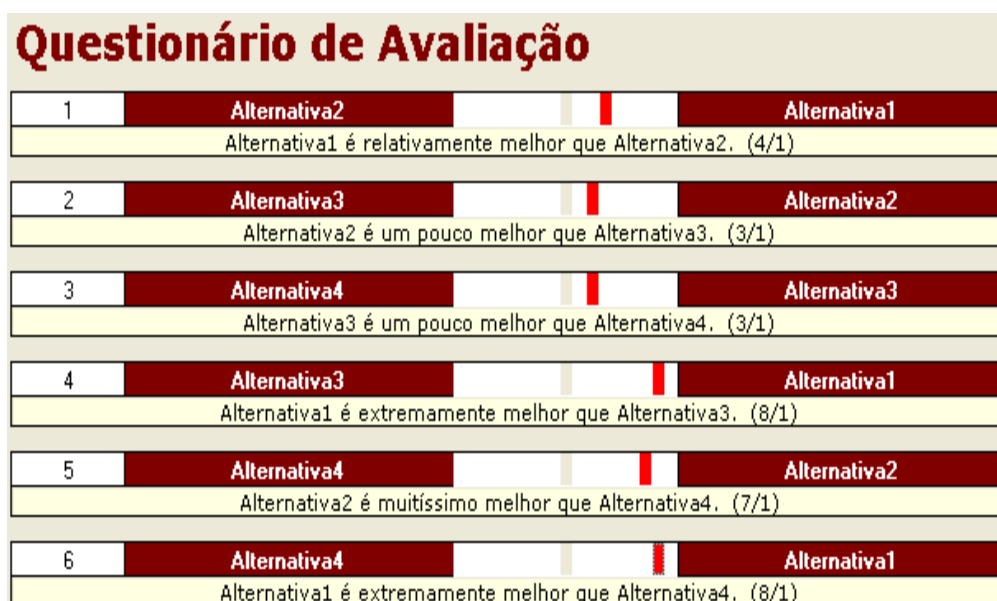 Questionário de Avaliação
1 Alternativa2 Alternativa1
Alternativa1 é relativamente melhor que Alternativa2. (4/1)
2 Alternativa3 Alternativa2
Alternativa2 é um pouco melhor que Alternativa3. (3/1)
3 Alternativa4 Alternativa3
Alternativa3 é um pouco melhor que Alternativa4. (3/1)
4 Alternativa3 Alternativa1
Alternativa1 é extremamente melhor que Alternativa3. (8/1)
5 Alternativa4 Alternativa2
Alternativa2 é muitíssimo melhor que Alternativa4. (7/1)
6 Alternativa4 Alternativa1
Alternativa1 é extremamente melhor que Alternativa4. (8/1)